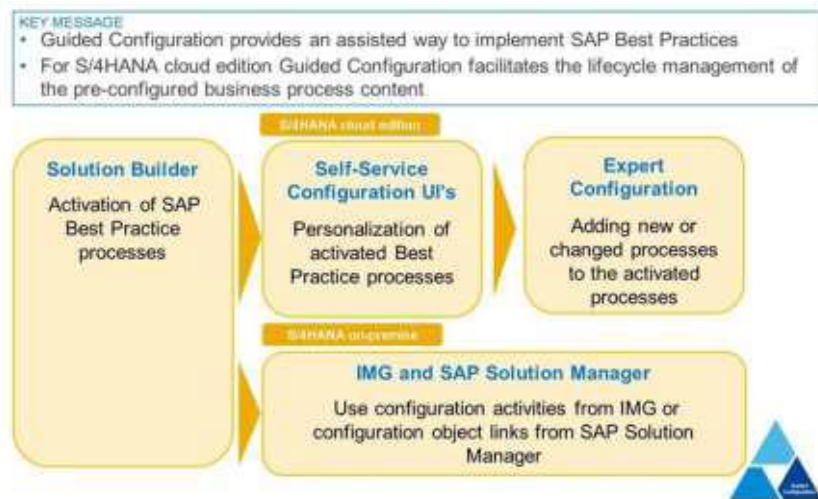 KEY MESSAGE
• Guided Configuration provides an assisted way to implement SAP Best Practices
• For S/4HANA cloud edition Guided Configuration facilitates the lifecycle management of
the pre-configured business process content
S/4HANA cloud edition
Solution Builder
Activation of SAP
Best Practice
processes
Self-Service
Configuration UI's
Personalization of
activated Best
Practice processes
Expert
Configuration
Adding new or
changed processes
to the activated
processes
S/4HANA on-premise
IMG and SAP Solution Manager
Use configuration activities from IMG or
configuration object links from SAP Solution
Manager
Guided
Configuration